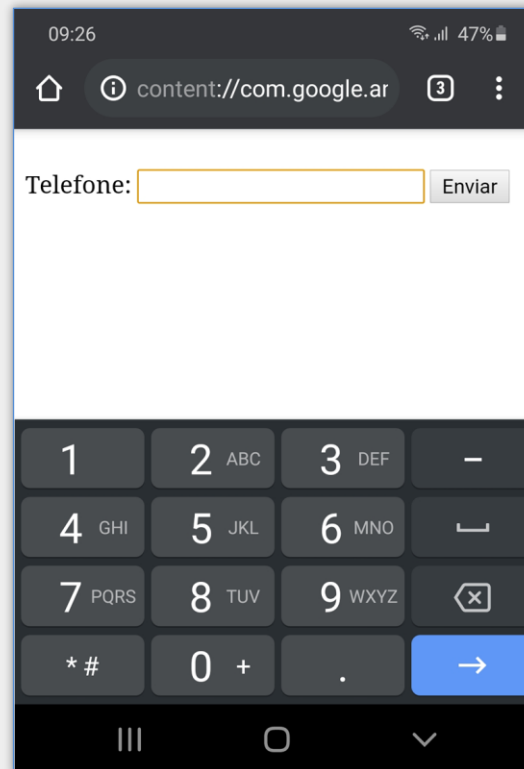 09:26 47%
content://com.google.ar 3
Telefone: Enviar
1 2 ABC 3 DEF -
4 GHI 5 JKL 6 MNO
7 PQRS 8 TUV 9 WXYZ
* # 0 + .